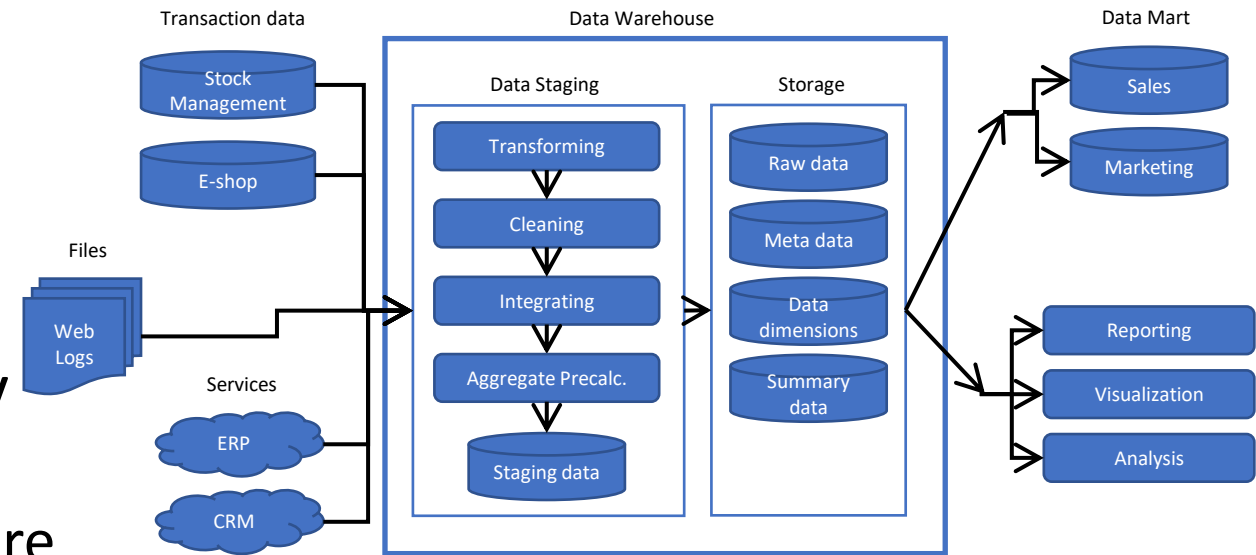 Transaction data
Stock
Management
E-shop
Files
Web
Logs
y
Services
ERP
CRM
re
Data Warehouse
Data Staging
Transforming
Cleaning
Integrating
Aggregate Precalc.
Staging data
Storage
Raw data
Meta data
Data
dimensions
Summary
data
Data Mart
Sales
Marketing
Reporting
Visualization
Analysis